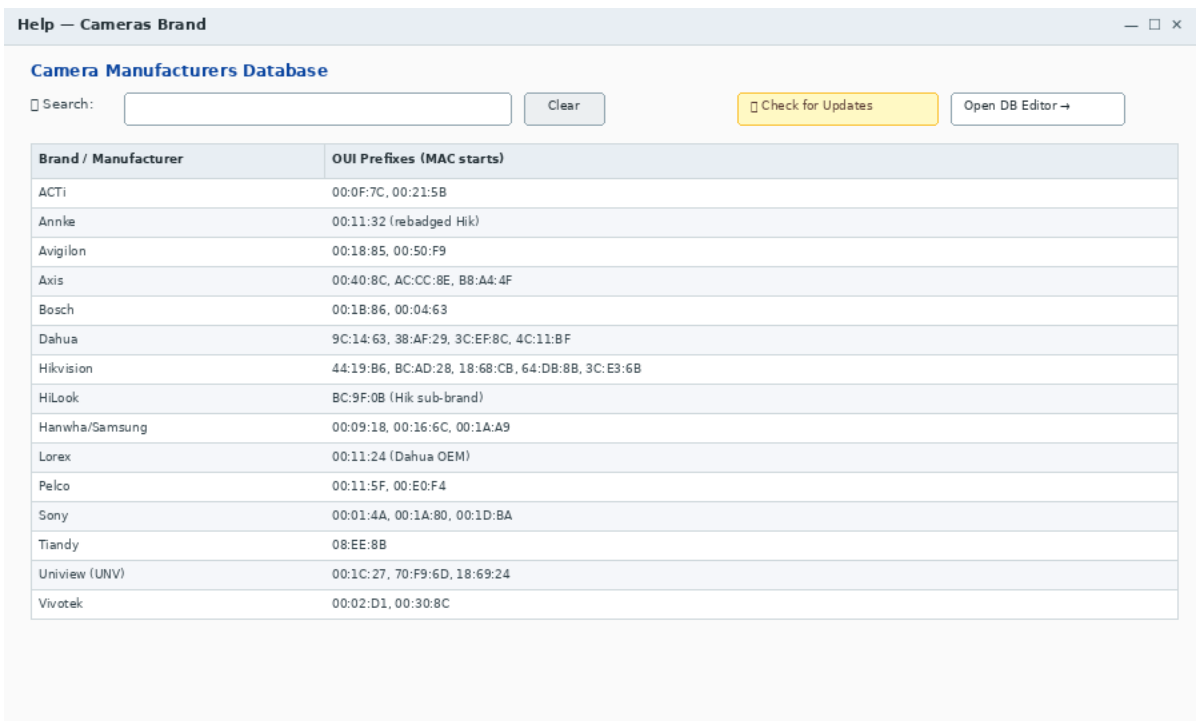 Help — Cameras Brand — □ ×
Camera Manufacturers Database
▯ Search: Clear ▯ Check for Updates Open DB Editor →
Brand / Manufacturer OUI Prefixes (MAC starts)
ACTi 00:0F:7C, 00:21:5B
Annke 00:11:32 (rebadged Hik)
Avigilon 00:18:85, 00:50:F9
Axis 00:40:8C, AC:CC:8E, B8:A4:4F
Bosch 00:1B:86, 00:04:63
Dahua 9C:14:63, 38:AF:29, 3C:EF:8C, 4C:11:BF
Hikvision 44:19:B6, BC:AD:28, 18:68:CB, 64:DB:8B, 3C:E3:6B
HiLook BC:9F:0B (Hik sub-brand)
Hanwha/Samsung 00:09:18, 00:16:6C, 00:1A:A9
Lorex 00:11:24 (Dahua OEM)
Pelco 00:11:5F, 00:E0:F4
Sony 00:01:4A, 00:1A:80, 00:1D:BA
Tiandy 08:EE:8B
Uniview (UNV) 00:1C:27, 70:F9:6D, 18:69:24
Vivotek 00:02:D1, 00:30:8C